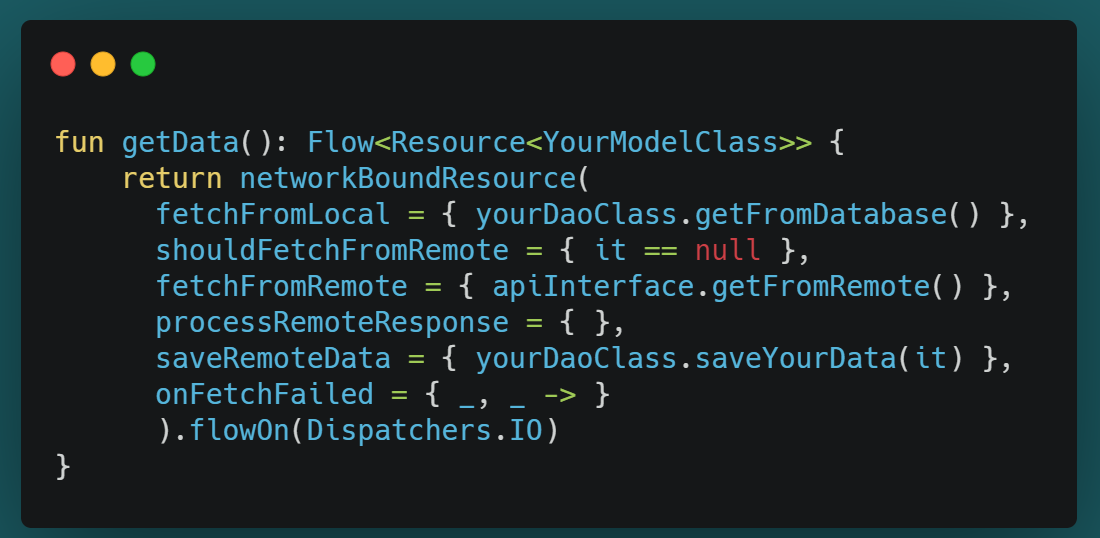 fun getData(): Flow<Resource<YourModelClass>> {
    return networkBoundResource(
      fetchFromLocal = { yourDaoClass.getFromDatabase() },
      shouldFetchFromRemote = { it == null },
      fetchFromRemote = { apiInterface.getFromRemote() },
      processRemoteResponse = { },
      saveRemoteData = { yourDaoClass.saveYourData(it) },
      onFetchFailed = { _, _ -> }
      ).flowOn(Dispatchers.IO)
}